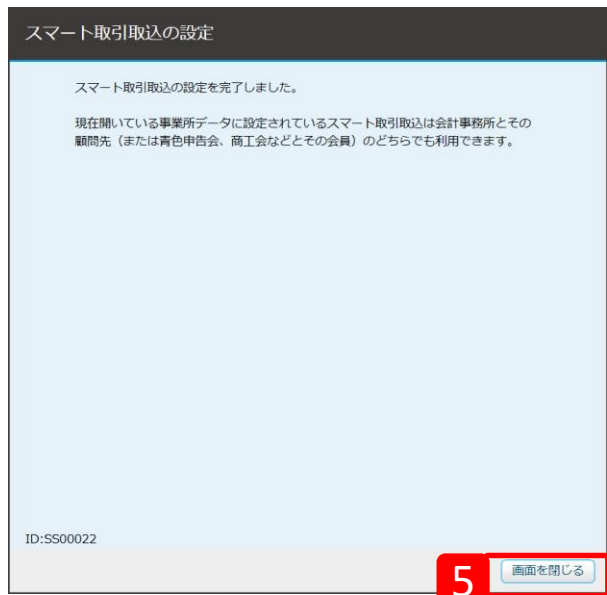 スマート取引取込の設定
スマート取引取込の設定を完了しました。
現在開いている事業所データに設定されているスマート取引取込は会計事務所とその
顧問先（または青色申告会、商工会などとその会員）のどちらでも利用できます。
ID:SS00022
5
画面を閉じる